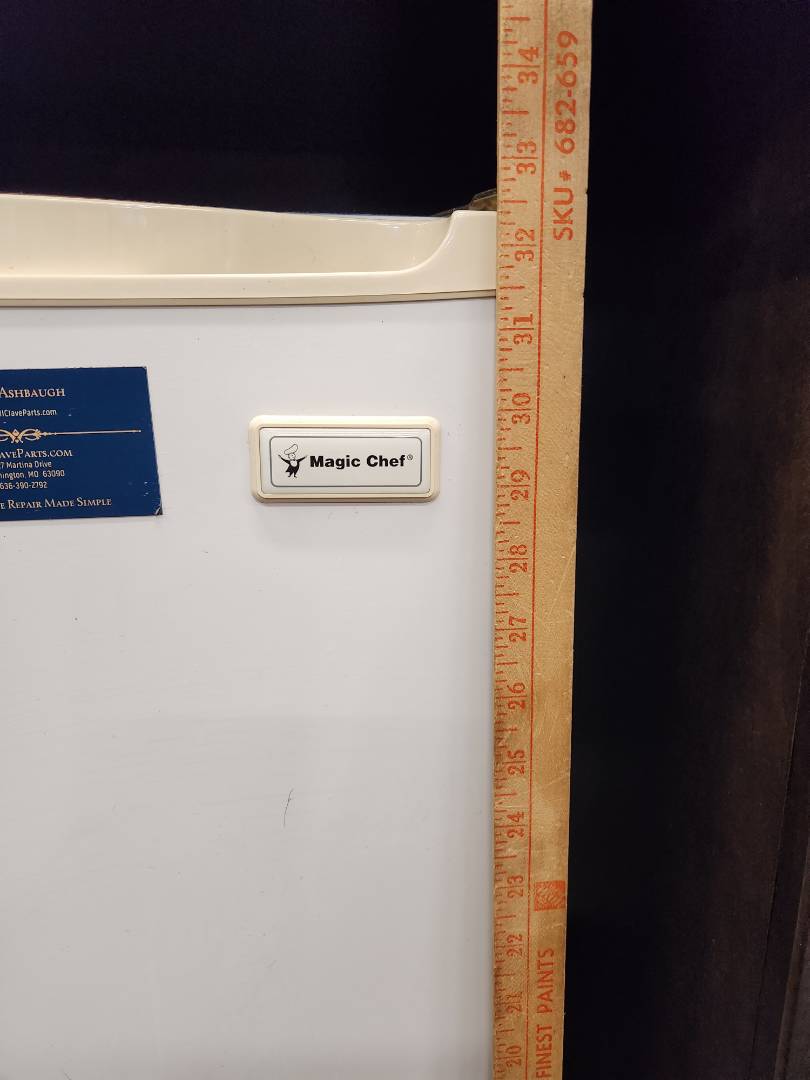 ASHBAUGH
lClaveParts.com
AVEPARTS.COM
7 Martina Drive
ington, MO 63090
636-390-2792
E REPAIR MADE SIMPLE
Magic Chef®
34
33
32
31
30
29
28
27
26
25
24
23
22
21
20
SKU# 682-659
FINEST PAINTS